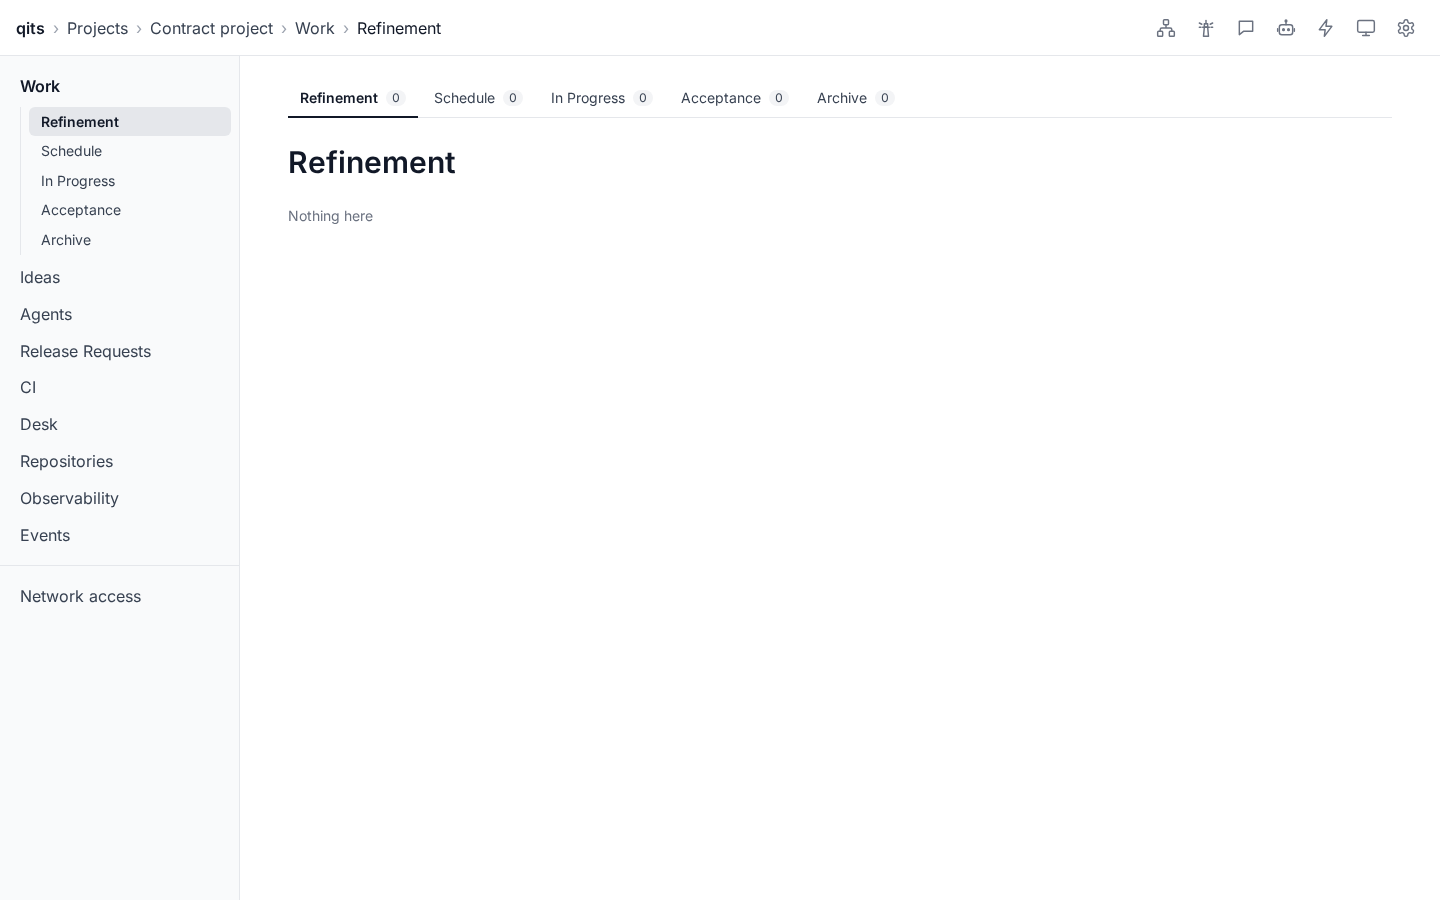 qits › Projects › Contract project › Work › Refinement
Work
Refinement
Schedule
In Progress
Acceptance
Archive
Ideas
Agents
Release Requests
CI
Desk
Repositories
Observability
Events
Network access
Refinement 0 Schedule 0 In Progress 0 Acceptance 0 Archive 0
Refinement
Nothing here